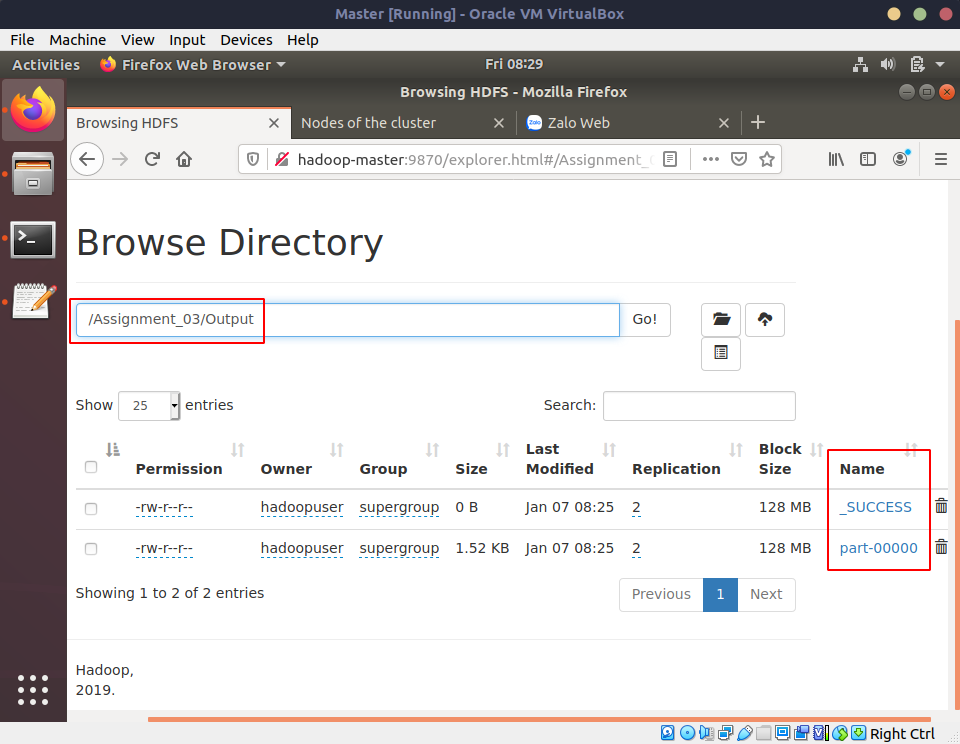 Master [Running] - Oracle VM VirtualBox
File Machine View Input Devices Help
Activities Firefox Web Browser Fri 08:29
Browsing HDFS - Mozilla Firefox
Browsing HDFS Nodes of the cluster Zalo Zalo Web
hadoop-master:9870/explorer.html#/Assignment_
Browse Directory
/Assignment_03/Output Go!
Show 25 entries Search:
Permission Owner Group Size Last Modified Replication Block Size Name
-rw-r--r-- hadoopuser supergroup 0 B Jan 07 08:25 2 128 MB _SUCCESS
-rw-r--r-- hadoopuser supergroup 1.52 KB Jan 07 08:25 2 128 MB part-00000
Showing 1 to 2 of 2 entries Previous 1 Next
Hadoop,
2019.
Right Ctrl